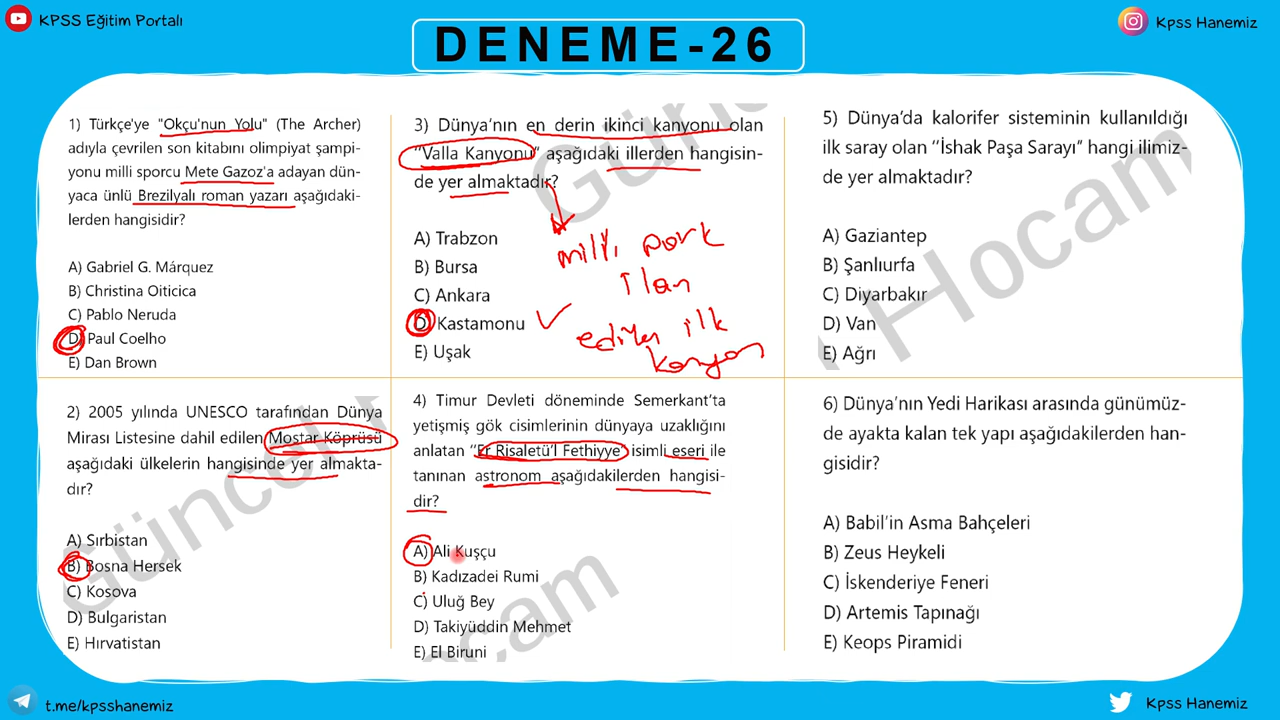 KPSS Eğitim Portalı
Kpss Hanemiz
DENEME-26
1) Türkçe'ye "Okçu'nun Yolu" (The Archer)
adıyla çevrilen son kitabını olimpiyat şampi-
yonu milli sporcu Mete Gazoz'a adayan dün-
yaca ünlü Brezilyalı roman yazarı aşağıdaki-
lerden hangisidir?
A) Gabriel G. Márquez
B) Christina Oiticica
C) Pablo Neruda
D) Paul Coelho
E) Dan Brown
2) 2005 yılında UNESCO tarafından Dünya
Mirası Listesine dahil edilen Mostar Köprüsü
aşağıdaki ülkelerin hangisinde yer almakta-
dır?
A) Sırbistan
B) Bosna Hersek
C) Kosova
D) Bulgaristan
E) Hırvatistan
3) Dünya'nın en derin ikinci kanyonu olan
"Valla Kanyonu" aşağıdaki illerden hangisin-
de yer almaktadır?
A) Trabzon
B) Bursa
C) Ankara
D) Kastamonu
E) Uşak
milli park
ilan
edilen ilk
kanyon
4) Timur Devleti döneminde Semerkant'ta
yetişmiş gök cisimlerinin dünyaya uzaklığını
anlatan "Er Risaletü'l Fethiyye" isimli eseri ile
tanınan astronom aşağıdakilerden hangisi-
dir?
A) Ali Kuşçu
B) Kadızadei Rumi
C) Uluğ Bey
D) Takiyüddin Mehmet
E) El Biruni
5) Dünya'da kalorifer sisteminin kullanıldığı
ilk saray olan "İshak Paşa Sarayı" hangi ilimiz-
de yer almaktadır?
A) Gaziantep
B) Şanlıurfa
C) Diyarbakır
D) Van
E) Ağrı
6) Dünya'nın Yedi Harikası arasında günümüz-
de ayakta kalan tek yapı aşağıdakilerden han-
gisidir?
A) Babil'in Asma Bahçeleri
B) Zeus Heykeli
C) İskenderiye Feneri
D) Artemis Tapınağı
E) Keops Piramidi
Güncel
Hocam
t.me/kpsshanemiz
Kpss Hanemiz